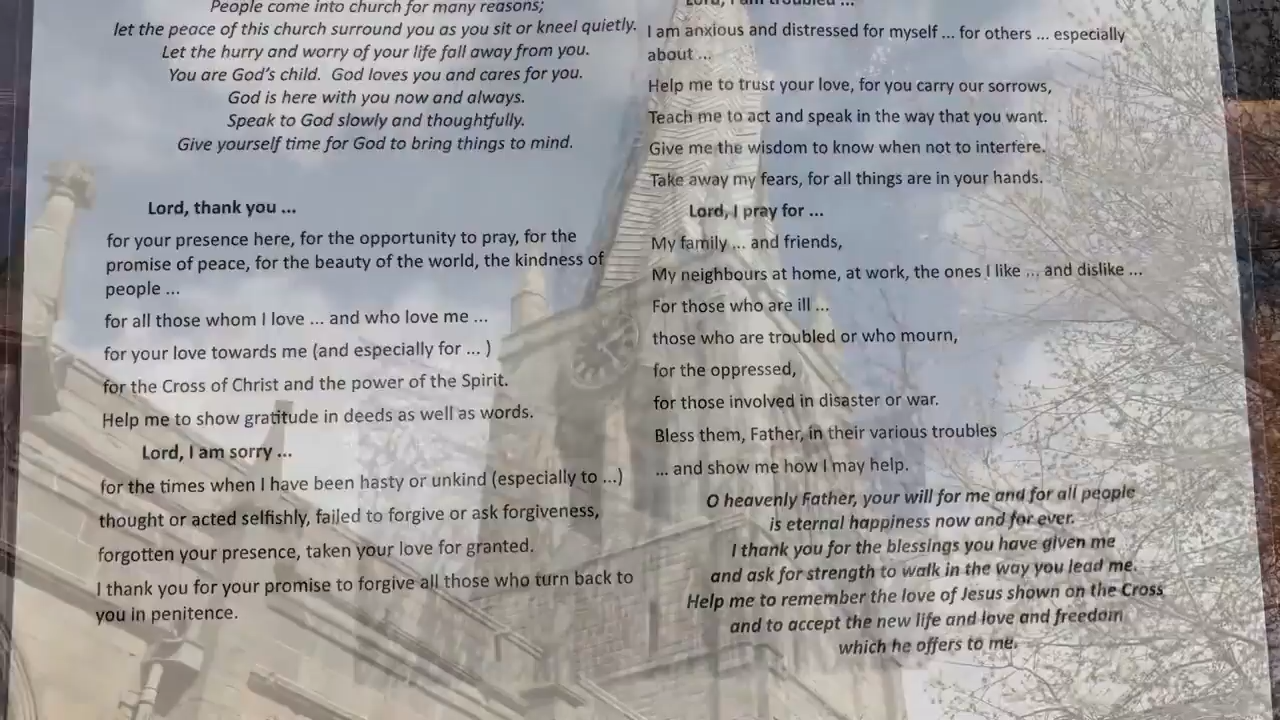 People come into church for many reasons;
let the peace of this church surround you as you sit or kneel quietly.
Let the hurry and worry of your life fall away from you.
You are God's child. God loves you and cares for you.
God is here with you now and always.
Speak to God slowly and thoughtfully.
Give yourself time for God to bring things to mind.
Lord, thank you ...
for your presence here, for the opportunity to pray, for the
promise of peace, for the beauty of the world, the kindness of
people ...
for all those whom I love ... and who love me ...
for your love towards me (and especially for ... )
for the Cross of Christ and the power of the Spirit.
Help me to show gratitude in deeds as well as words.
Lord, I am sorry ...
for the times when I have been hasty or unkind (especially to ...)
thought or acted selfishly, failed to forgive or ask forgiveness,
forgotten your presence, taken your love for granted.
I thank you for your promise to forgive all those who turn back to
you in penitence.
Lord, I am troubled ...
I am anxious and distressed for myself ... for others ... especially
about ...
Help me to trust your love, for you carry our sorrows,
Teach me to act and speak in the way that you want.
Give me the wisdom to know when not to interfere.
Take away my fears, for all things are in your hands.
Lord, I pray for ...
My family ... and friends,
My neighbours at home, at work, the ones I like ... and dislike ...
For those who are ill ...
those who are troubled or who mourn,
for the oppressed,
for those involved in disaster or war.
Bless them, Father, in their various troubles
... and show me how I may help.
O heavenly Father, your will for me and for all people
is eternal happiness now and for ever.
I thank you for the blessings you have given me
and ask for strength to walk in the way you lead me.
Help me to remember the love of Jesus shown on the Cross
and to accept the new life and love and freedom
which he offers to me.